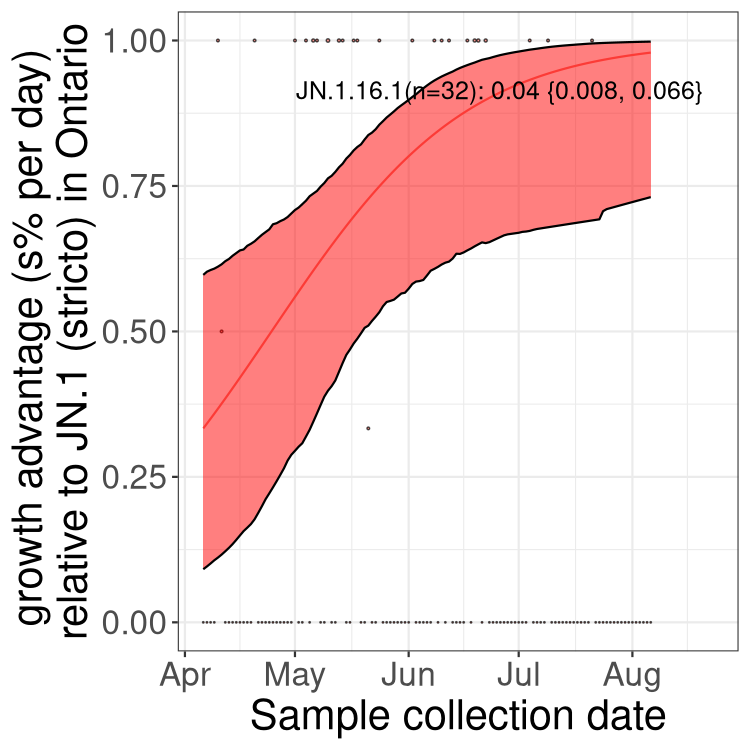 growth advantage (s% per day)
relative to JN.1 (stricto) in Ontario
1.00
0.75
0.50
0.25
0.00
JN.1.16.1(n=32): 0.04 {0.008, 0.066}
Apr May Jun Jul Aug
Sample collection date